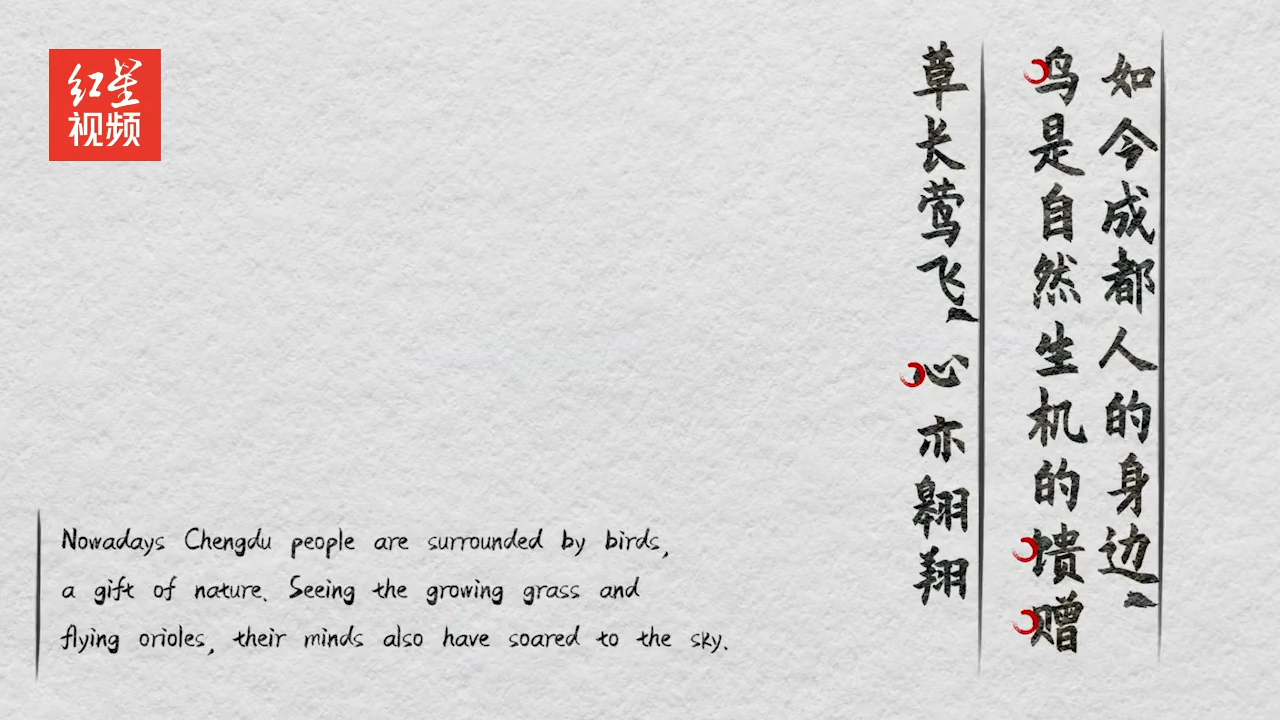 红星
视频
如今成都人的身边、
鸟是自然生机的馈赠
草长莺飞、心亦翱翔
Nowadays Chengdu people are surrounded by birds,
a gift of nature. Seeing the growing grass and
flying orioles, their minds also have soared to the sky.